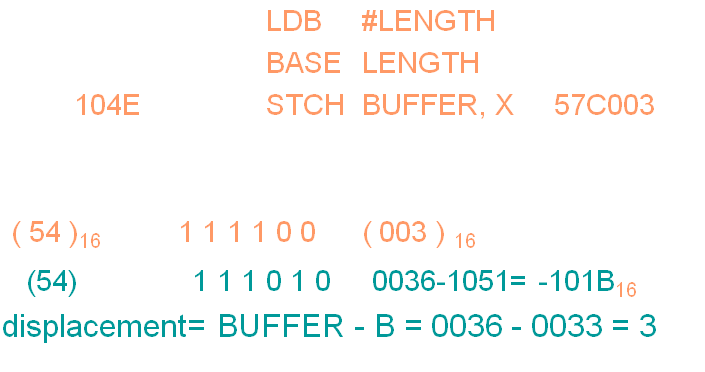 LDB #LENGTH
BASE LENGTH
104E STCH BUFFER, X 57C003
( 54 )16 1 1 1 1 0 0 ( 003 ) 16
(54) 1 1 1 0 1 0 0036-1051= -101B16
displacement= BUFFER - B = 0036 - 0033 = 3